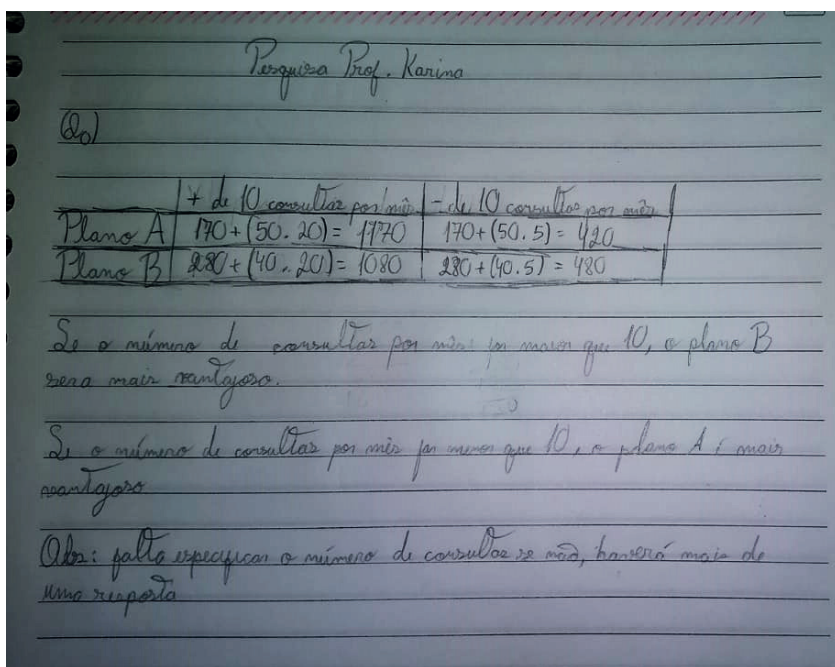 Pesquisa Prof. Karina
Q0)
+ de 10 consultas por mês | - de 10 consultas por mês
Plano A | 170+(50.20)= 1170 | 170+(50.5)= 420
Plano B | 280+(40.20)= 1080 | 280+(40.5)= 480
Se o número de consultas por mês for maior que 10, o plano B
sera mais vantajoso.
Se o número de consultas por mês for menor que 10, o plano A é mais
vantajoso
Obs: falta especificar o número de consultas se não, haverá mais de
uma resposta